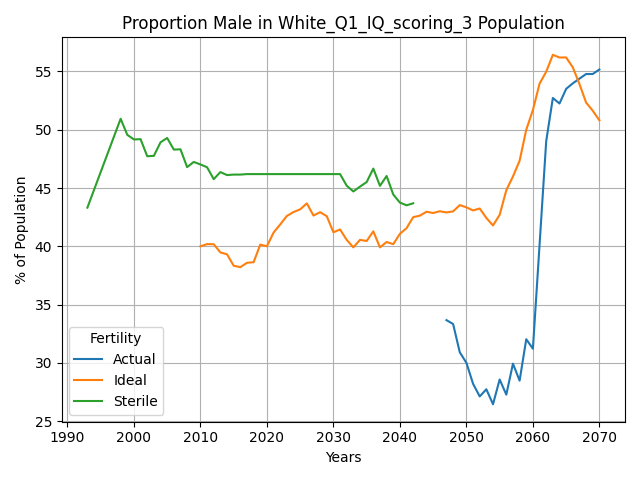 Proportion Male in White_Q1_IQ_scoring_3 Population
% of Population
55
50
45
40
35
30
25
Fertility
Actual
Ideal
Sterile
1990 2000 2010 2020 2030 2040 2050 2060 2070
Years